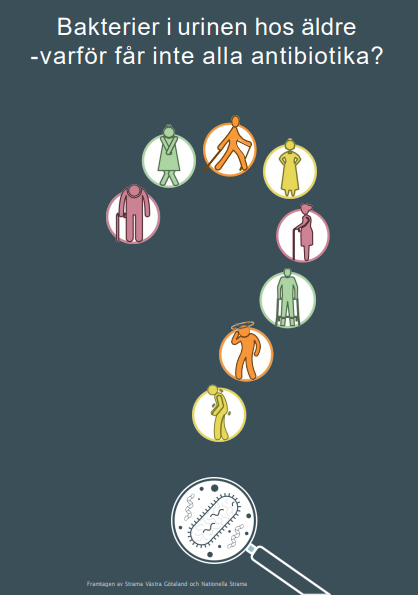 Bakterier i urinen hos äldre
-varför får inte alla antibiotika?
Framtagen av Strama Västra Götaland och Nationella Strama